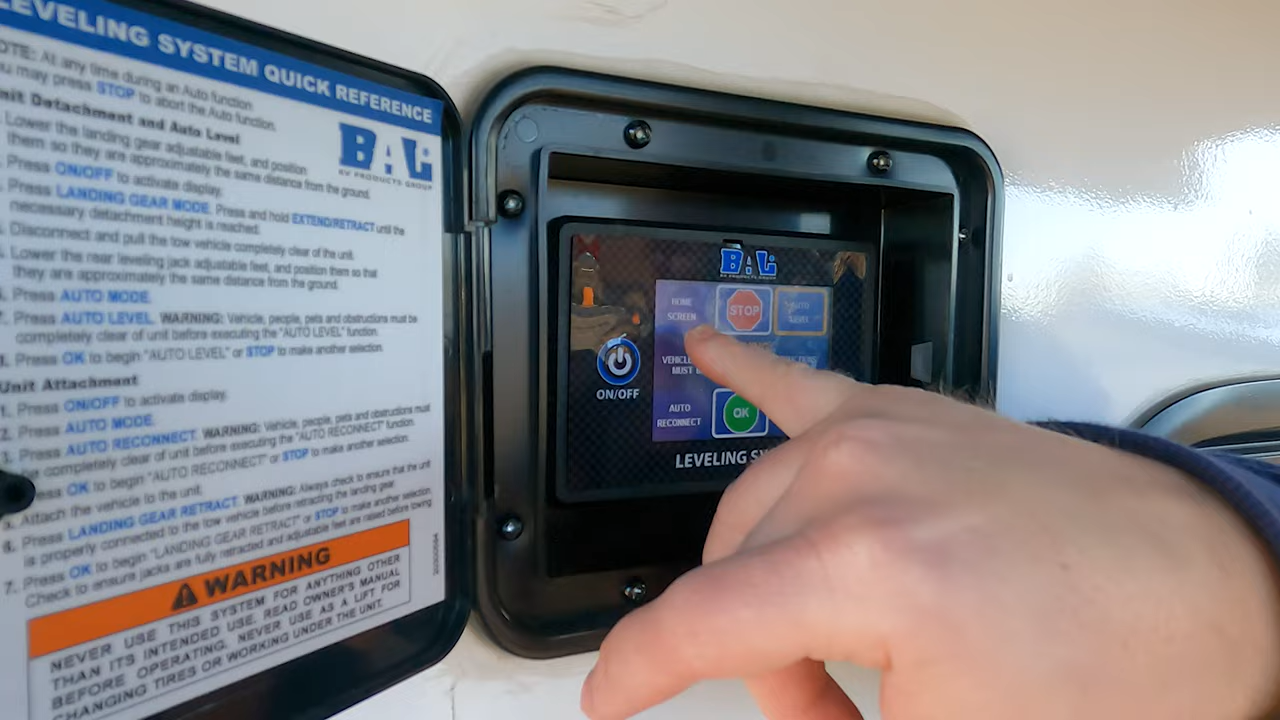 LEVELING SYSTEM QUICK REFERENCE
NOTE: At any time during an Auto function
you may press STOP to abort the Auto function.
BAL
RV PRODUCTS GROUP
Unit Detachment and Auto Level
Lower the landing gear adjustable feet, and position
them so they are approximately the same distance from the ground.
Press ON/OFF to activate display.
Press LANDING GEAR MODE. Press and hold EXTEND/RETRACT until the
necessary detachment height is reached.
Disconnect and pull the tow vehicle completely clear of the unit.
Lower the rear leveling jack adjustable feet, and position them so that
they are approximately the same distance from the ground.
Press AUTO MODE.
Press AUTO LEVEL. WARNING: Vehicle, people, pets and obstructions must be
completely clear of unit before executing the "AUTO LEVEL" function.
Press OK to begin "AUTO LEVEL" or STOP to make another selection.
Unit Attachment
1. Press ON/OFF to activate display.
2. Press AUTO MODE.
3. Press AUTO RECONNECT. WARNING: Vehicle, people, pets and obstructions must
be completely clear of unit before executing the "AUTO RECONNECT" function.
Press OK to begin "AUTO RECONNECT" or STOP to make another selection.
5. Attach the vehicle to the unit.
6. Press LANDING GEAR RETRACT. WARNING: Always check to ensure that the unit
is properly connected to the tow vehicle before retracting the landing gear.
7. Press OK to begin "LANDING GEAR RETRACT" or STOP to make another selection.
Check to ensure jacks are fully retracted and adjustable feet are raised before towing
WARNING
NEVER USE THIS SYSTEM FOR ANYTHING OTHER
THAN ITS INTENDED USE. READ OWNER'S MANUAL
BEFORE OPERATING. NEVER USE AS A LIFT FOR
CHANGING TIRES OR WORKING UNDER THE UNIT.
BAL
RV PRODUCTS GROUP
HOME
SCREEN
STOP
AUTO
LEVEL
MUST
ON/OFF
AUTO
RECONNECT
OK
LEVELING